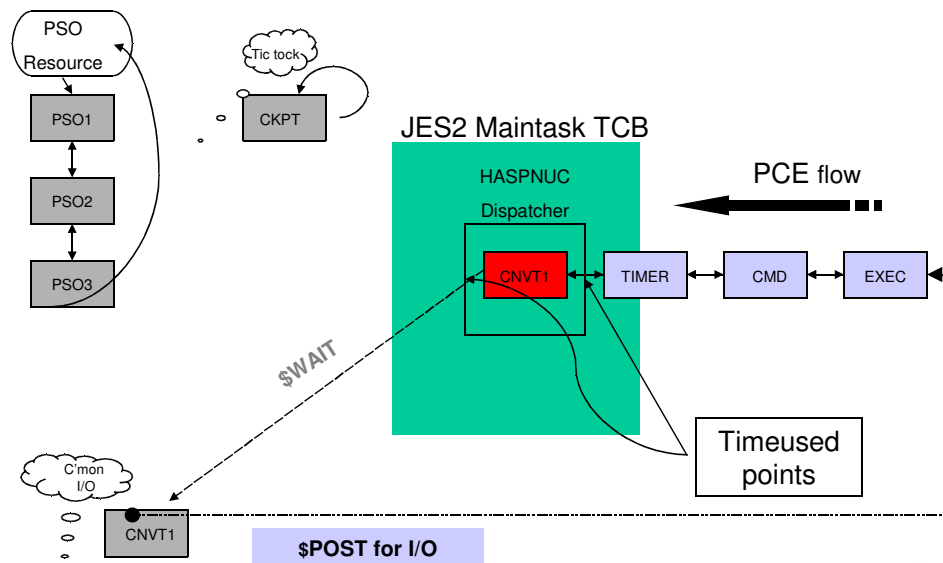 PSO
Resource
PSO1
PSO2
PSO3
Tic tock
CKPT
JES2 Maintask TCB
HASPNUC
Dispatcher
PCE flow
CNVT1
TIMER
CMD
EXEC
$WAIT
Timeused
points
C'mon
I/O
CNVT1
$POST for I/O